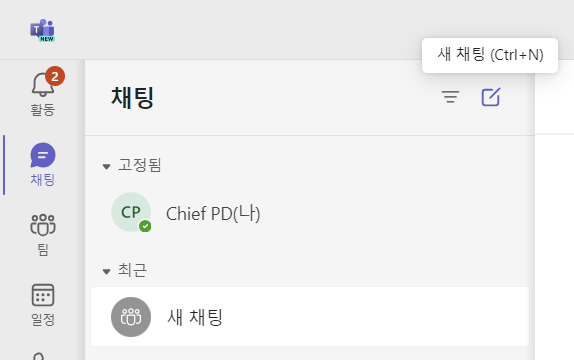 NEW
새 채팅 (Ctrl+N)
2
활동
채팅
채팅
고정됨
CP
Chief PD(나)
팀
최근
새 채팅
일정